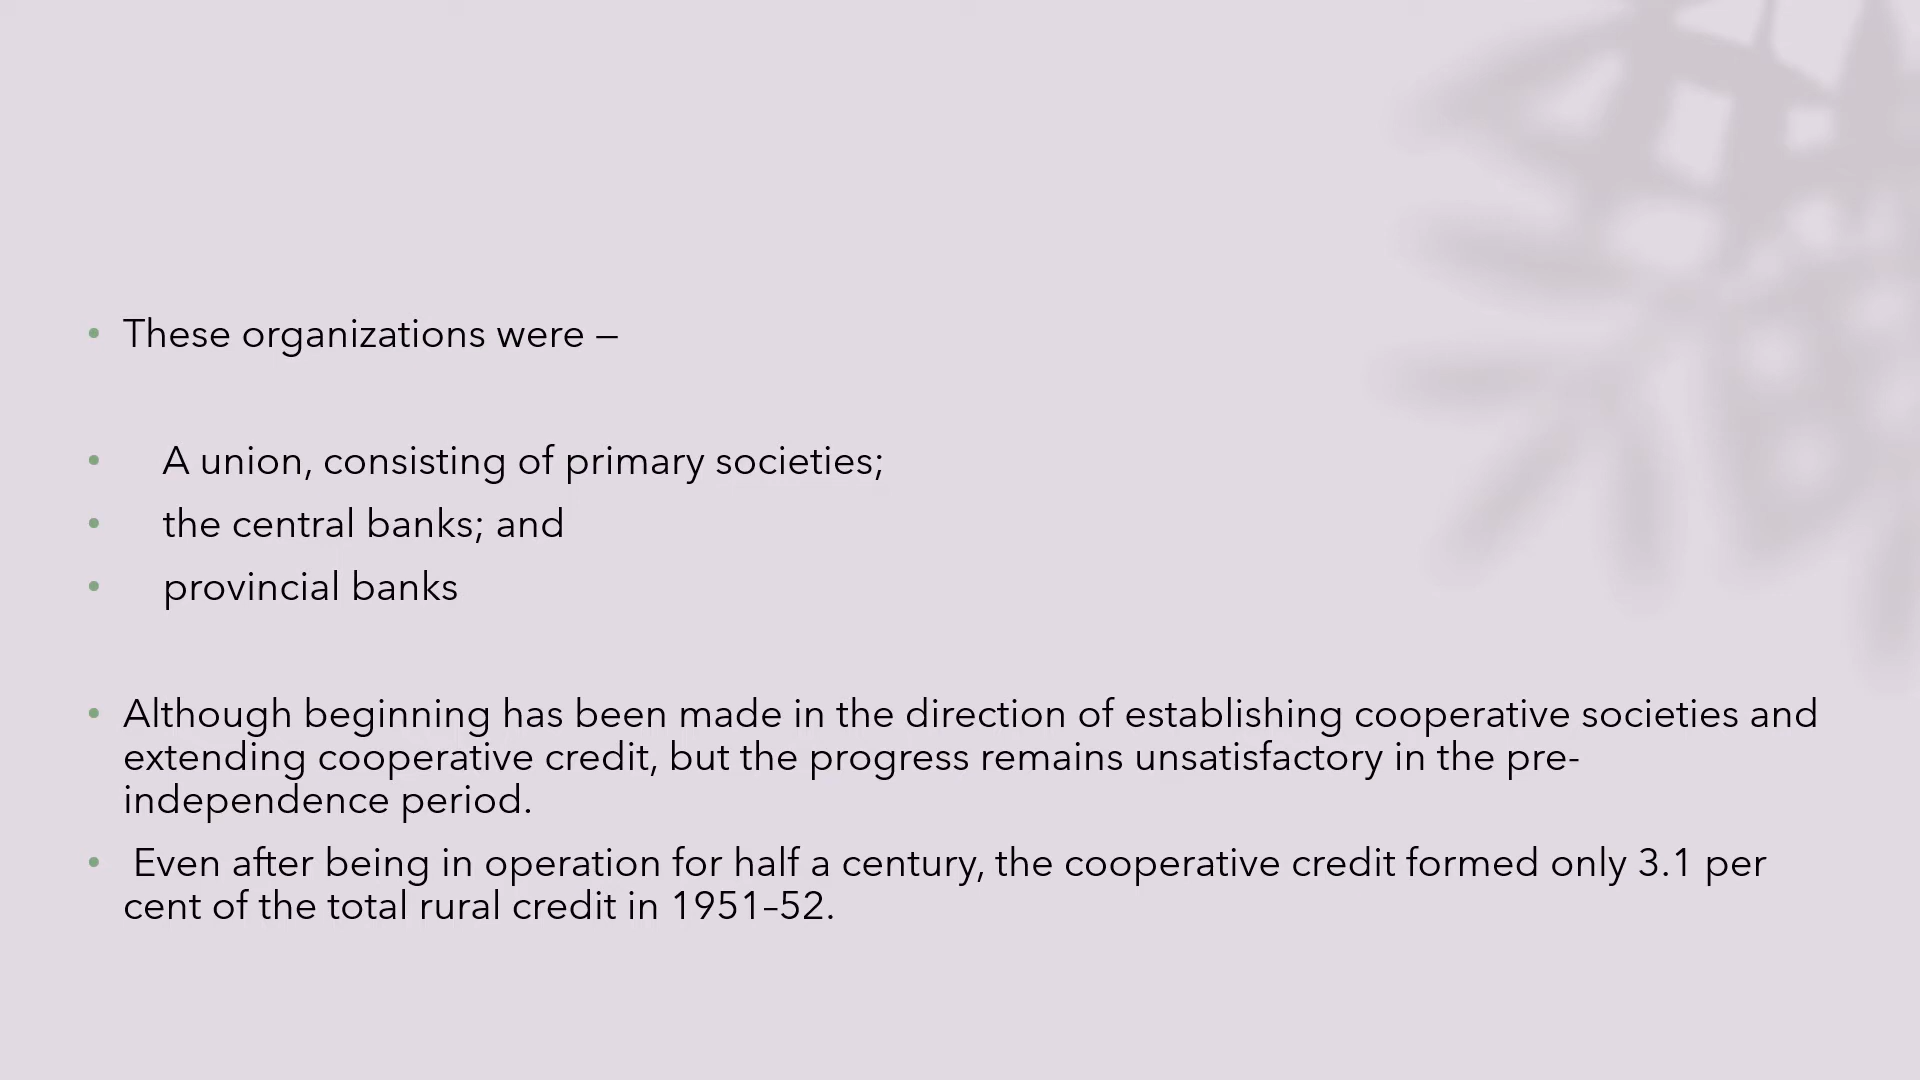 • These organizations were –
• A union, consisting of primary societies;
• the central banks; and
• provincial banks
• Although beginning has been made in the direction of establishing cooperative societies and
extending cooperative credit, but the progress remains unsatisfactory in the pre-
independence period.
• Even after being in operation for half a century, the cooperative credit formed only 3.1 per
cent of the total rural credit in 1951–52.